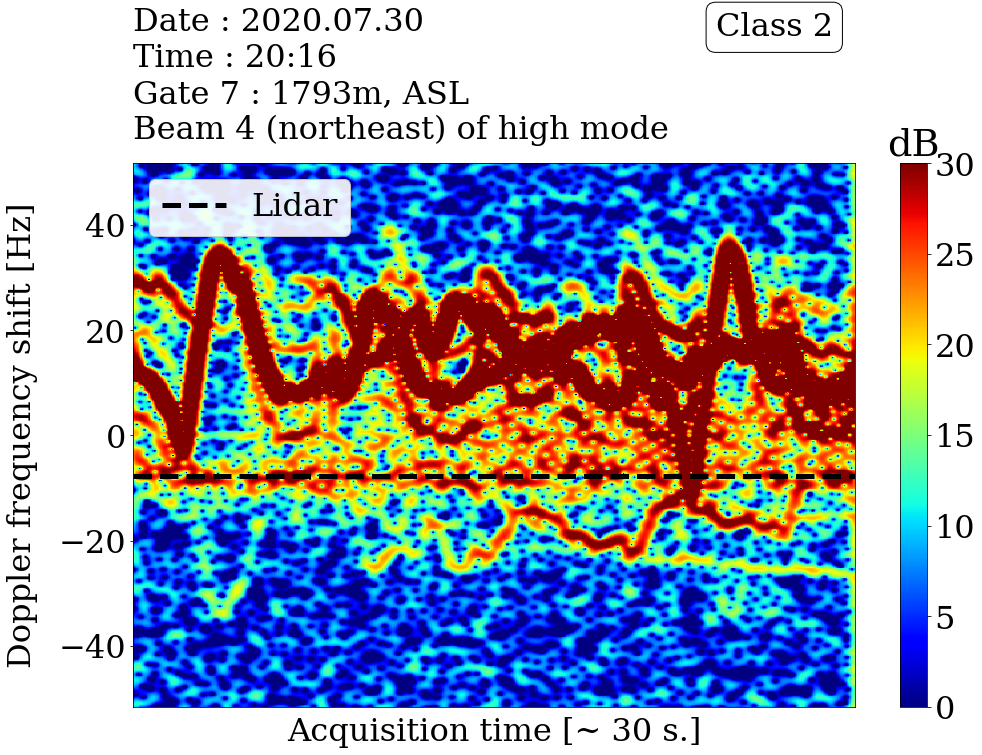 Date : 2020.07.30
Time : 20:16
Gate 7 : 1793m, ASL
Beam 4 (northeast) of high mode
Class 2
dB
Lidar
Doppler frequency shift [Hz]
40
20
0
−20
−40
30
25
20
15
10
5
0
Acquisition time [~ 30 s.]